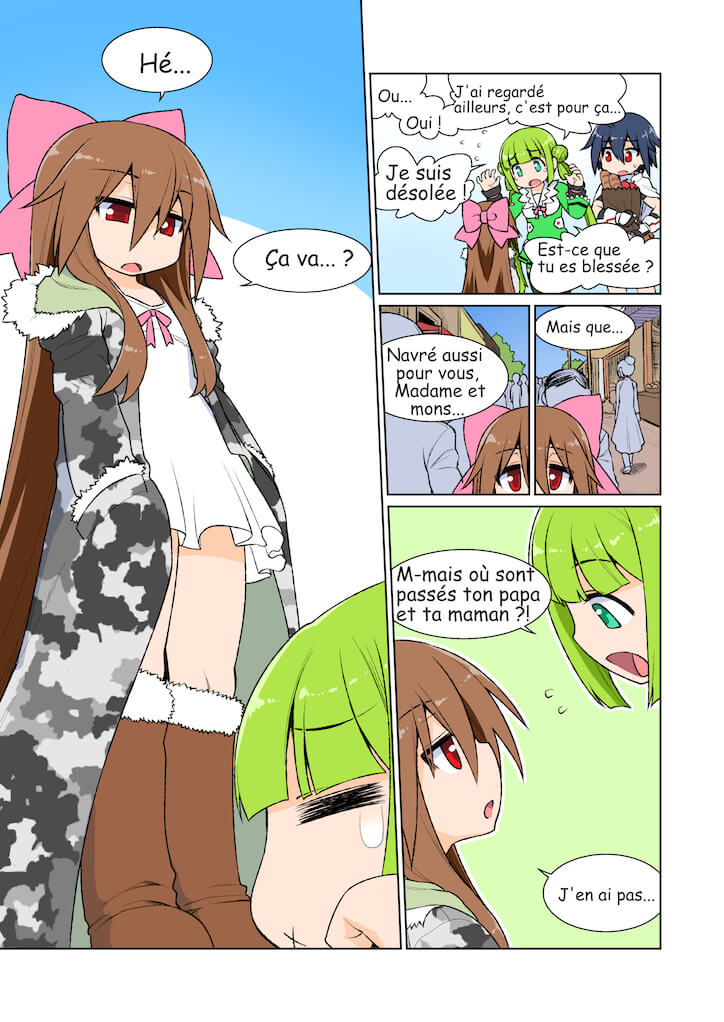 Hé...
Ça va... ?
Ou...
Oui !
J'ai regardé
ailleurs, c'est pour ça...
Je suis
désolée !
Est-ce que
tu es blessée ?
Navré aussi
pour vous,
Madame et
mons...
Mais que...
M-mais où sont
passés ton papa
et ta maman ?!
J'en ai pas...